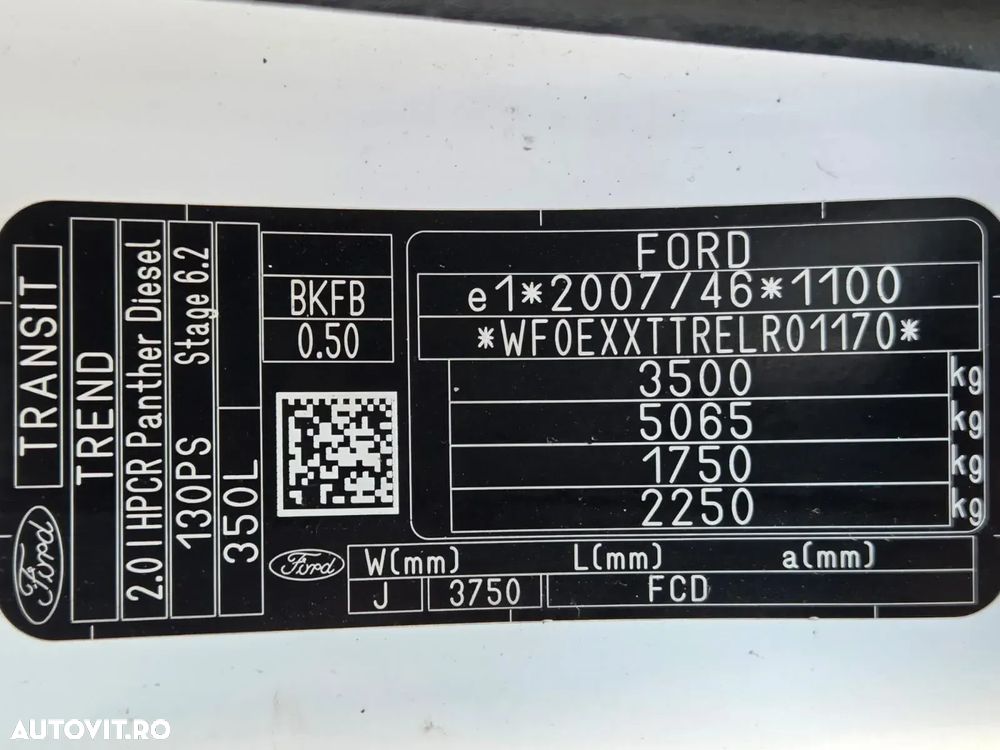 Ford
TRANSIT
TREND
2.0 l HPCR Panther Diesel
130PS Stage 6.2
350L
BKFB
0.50
FORD
e1*2007/46*1100
*WF0EXXTTRELR01170*
3500 kg
5065 kg
1750 kg
2250 kg
Ford
W(mm) L(mm) a(mm)
J 3750 FCD
AUTOVIT.RO